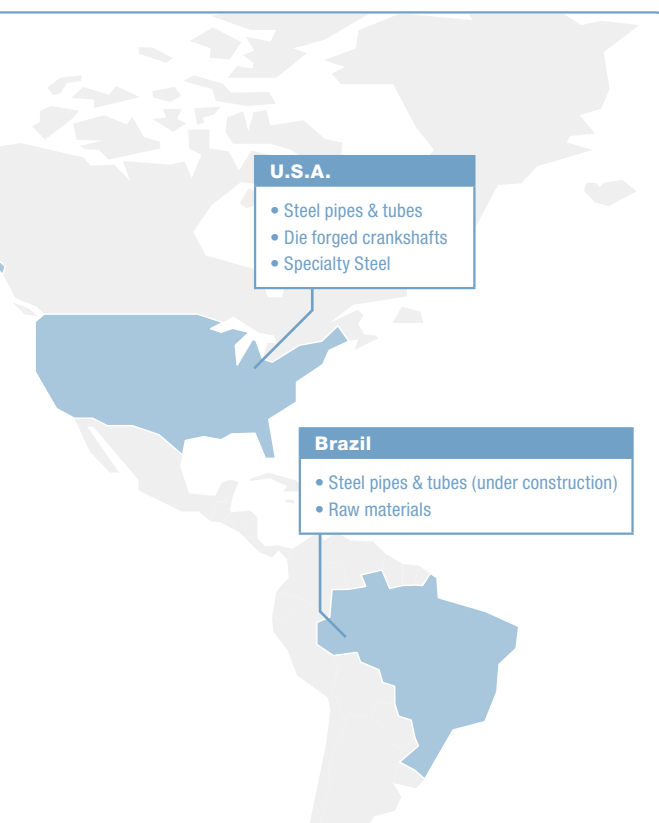 U.S.A.
• Steel pipes & tubes
• Die forged crankshafts
• Specialty Steel
Brazil
• Steel pipes & tubes (under construction)
• Raw materials